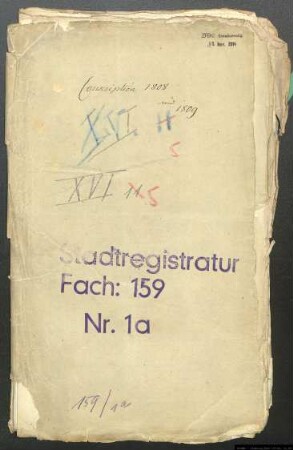 Conscription 1808
und 1809
XVI H
5
XVI 5
Stadtregistratur
Fach: 159
Nr. 1a
159/1a